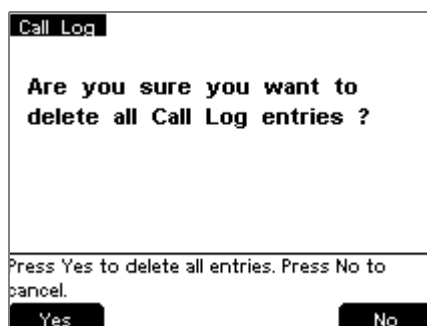 Call Log
Are you sure you want to
delete all Call Log entries ?
Press Yes to delete all entries. Press No to
cancel.
Yes No